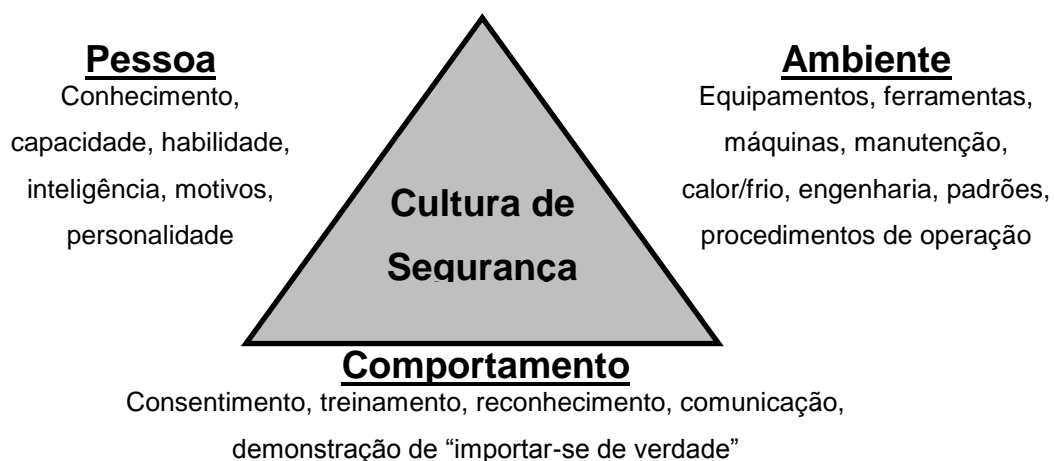 Pessoa
Conhecimento,
capacidade, habilidade,
inteligência, motivos,
personalidade
Ambiente
Equipamentos, ferramentas,
máquinas, manutenção,
calor/frio, engenharia, padrões,
procedimentos de operação
Cultura de
Segurança
Comportamento
Consentimento, treinamento, reconhecimento, comunicação,
demonstração de “importar-se de verdade”